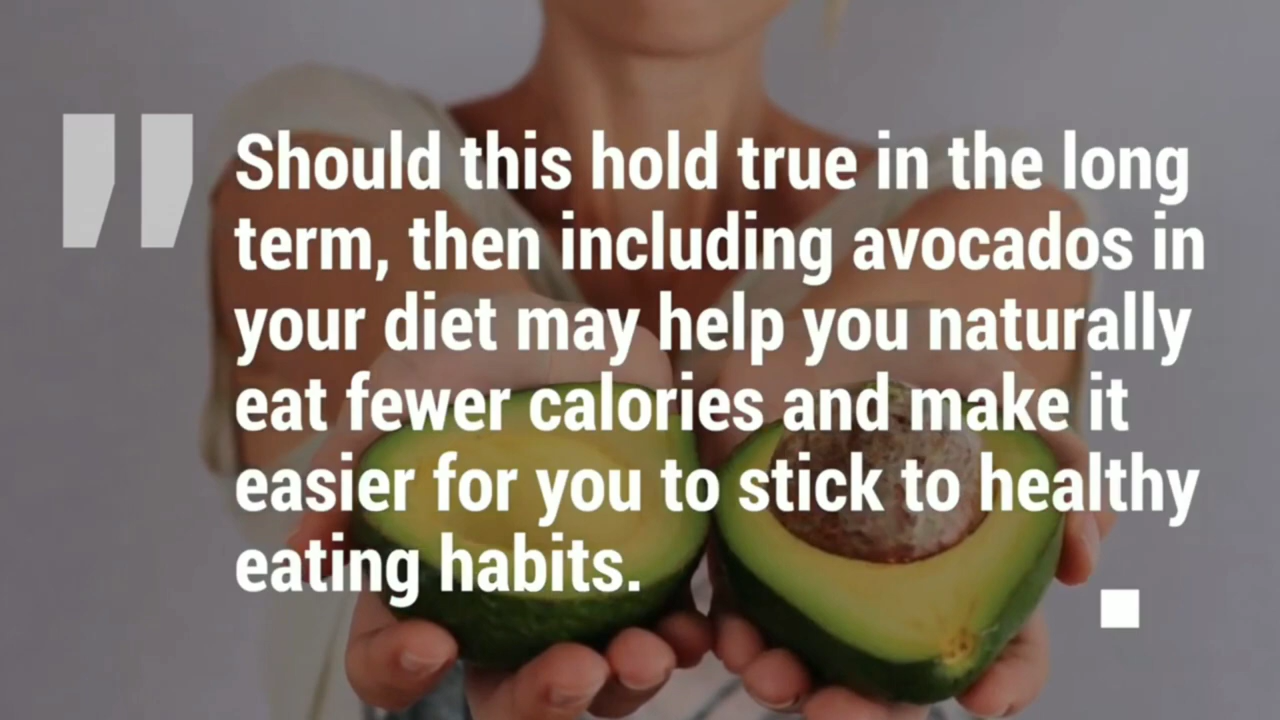 Should this hold true in the long
term, then including avocados in
your diet may help you naturally
eat fewer calories and make it
easier for you to stick to healthy
eating habits.